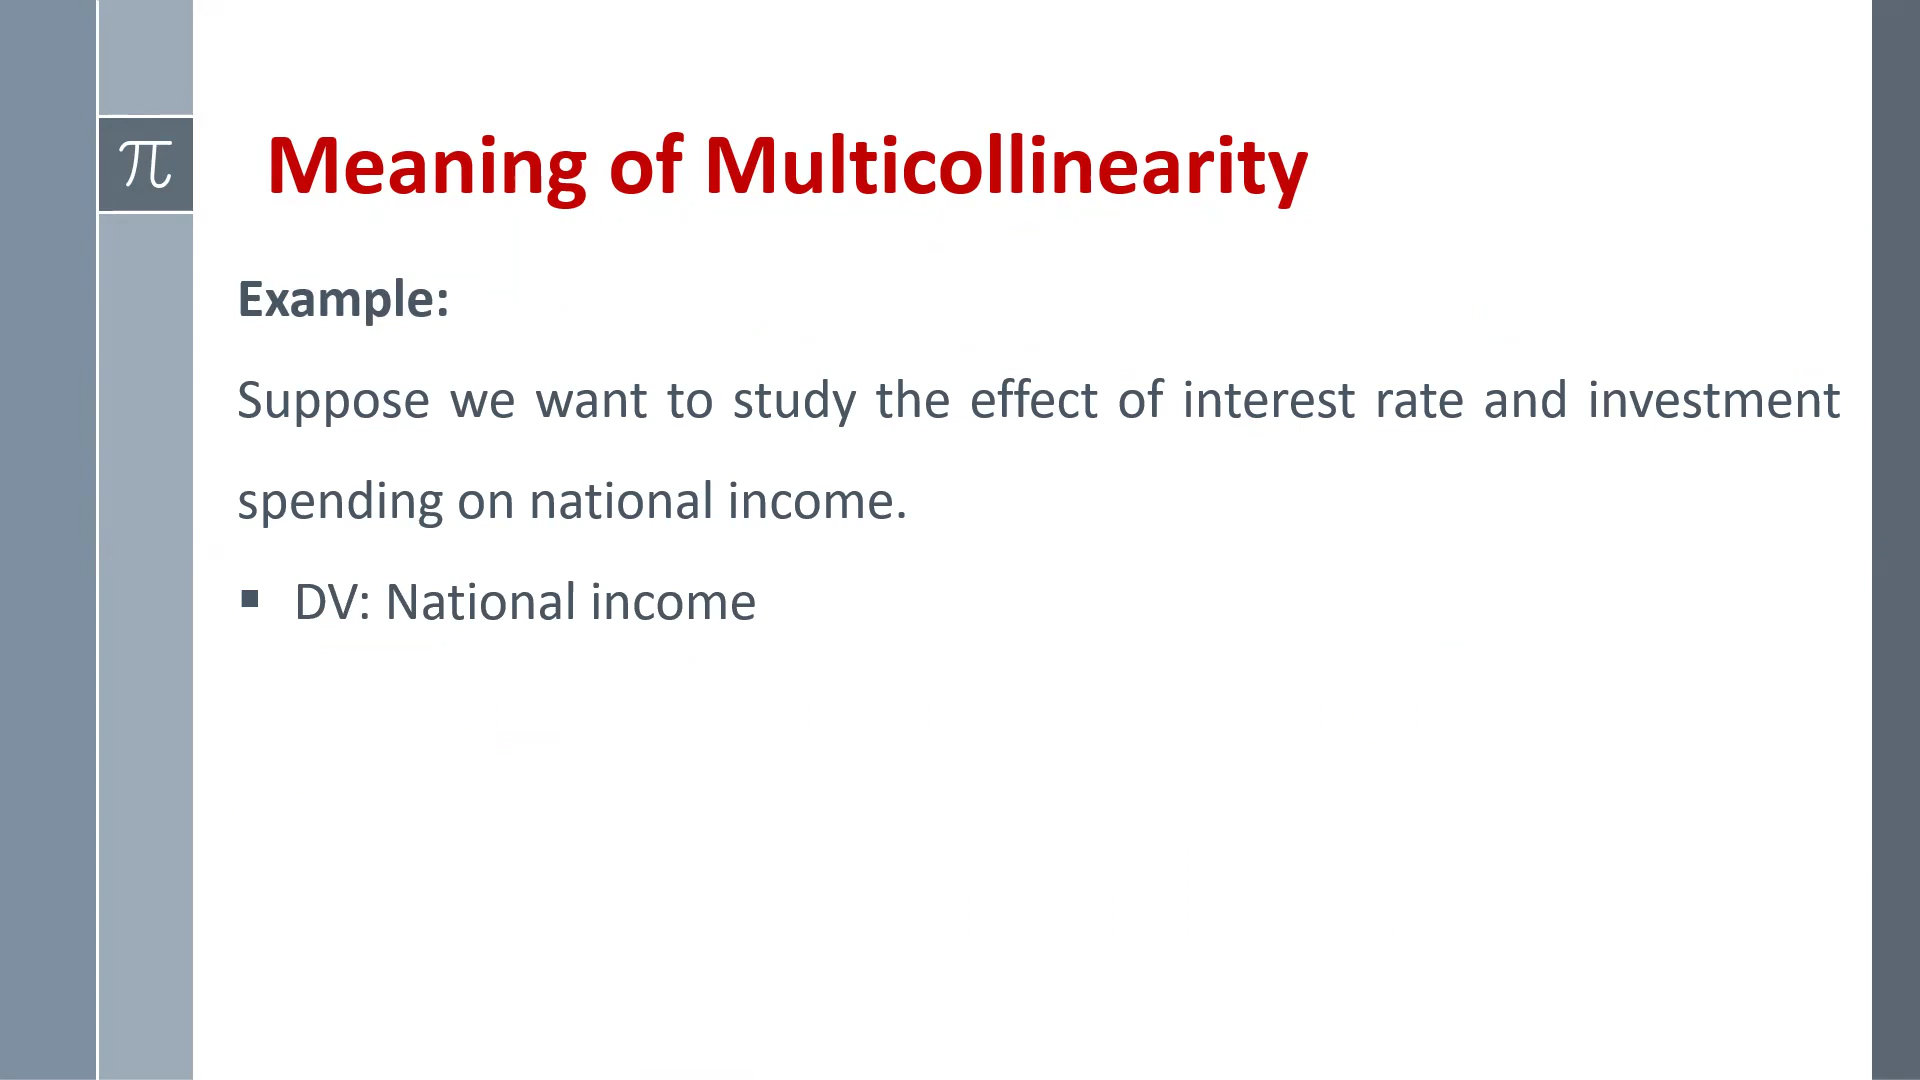 π
Meaning of Multicollinearity
Example:
Suppose we want to study the effect of interest rate and investment
spending on national income.
▪ DV: National income